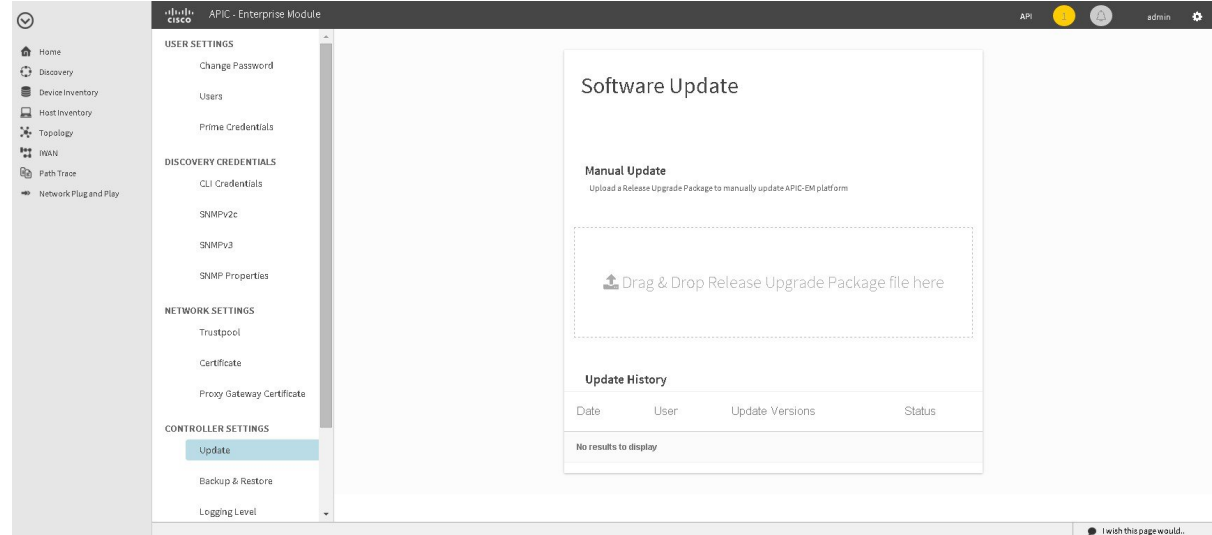 cisco APIC - Enterprise Module
API
1
admin
Home
Discovery
Device Inventory
Host Inventory
Topology
IWAN
Path Trace
Network Plug and Play
USER SETTINGS
Change Password
Users
Prime Credentials
DISCOVERY CREDENTIALS
CLI Credentials
SNMPv2c
SNMPv3
SNMP Properties
NETWORK SETTINGS
Trustpool
Certificate
Proxy Gateway Certificate
CONTROLLER SETTINGS
Update
Backup & Restore
Logging Level
Software Update
Manual Update
Upload a Release Upgrade Package to manually update APIC-EM platform
Drag & Drop Release Upgrade Package file here
Update History
Date User Update Versions Status
No results to display
I wish this page would..